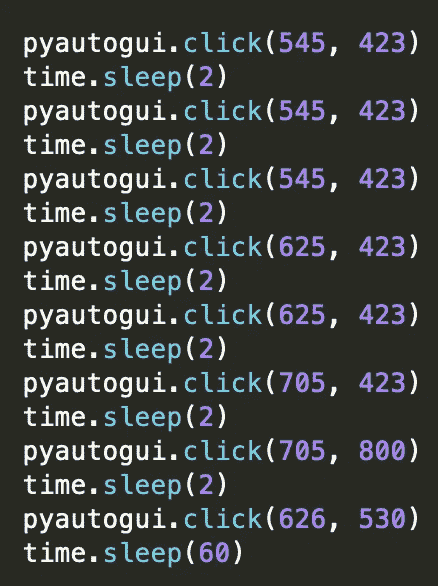 pyautogui.click(545, 423)
time.sleep(2)
pyautogui.click(545, 423)
time.sleep(2)
pyautogui.click(545, 423)
time.sleep(2)
pyautogui.click(625, 423)
time.sleep(2)
pyautogui.click(625, 423)
time.sleep(2)
pyautogui.click(705, 423)
time.sleep(2)
pyautogui.click(705, 800)
time.sleep(2)
pyautogui.click(626, 530)
time.sleep(60)